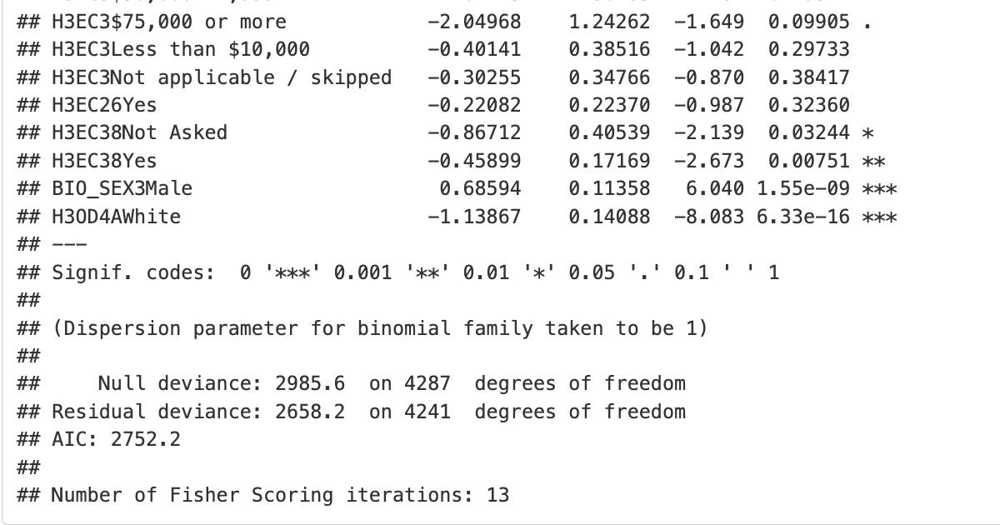 ## H3EC3$75,000 or more            -2.04968    1.24262  -1.649  0.09905 .
## H3EC3Less than $10,000          -0.40141    0.38516  -1.042  0.29733
## H3EC3Not applicable / skipped   -0.30255    0.34766  -0.870  0.38417
## H3EC26Yes                       -0.22082    0.22370  -0.987  0.32360
## H3EC38Not Asked                 -0.86712    0.40539  -2.139  0.03244 *
## H3EC38Yes                       -0.45899    0.17169  -2.673  0.00751 **
## BIO_SEX3Male                     0.68594    0.11358   6.040 1.55e-09 ***
## H3OD4AWhite                     -1.13867    0.14088  -8.083 6.33e-16 ***
## ---
## Signif. codes:  0 '***' 0.001 '**' 0.01 '*' 0.05 '.' 0.1 ' ' 1
##
## (Dispersion parameter for binomial family taken to be 1)
##
##     Null deviance: 2985.6  on 4287  degrees of freedom
## Residual deviance: 2658.2  on 4241  degrees of freedom
## AIC: 2752.2
##
## Number of Fisher Scoring iterations: 13